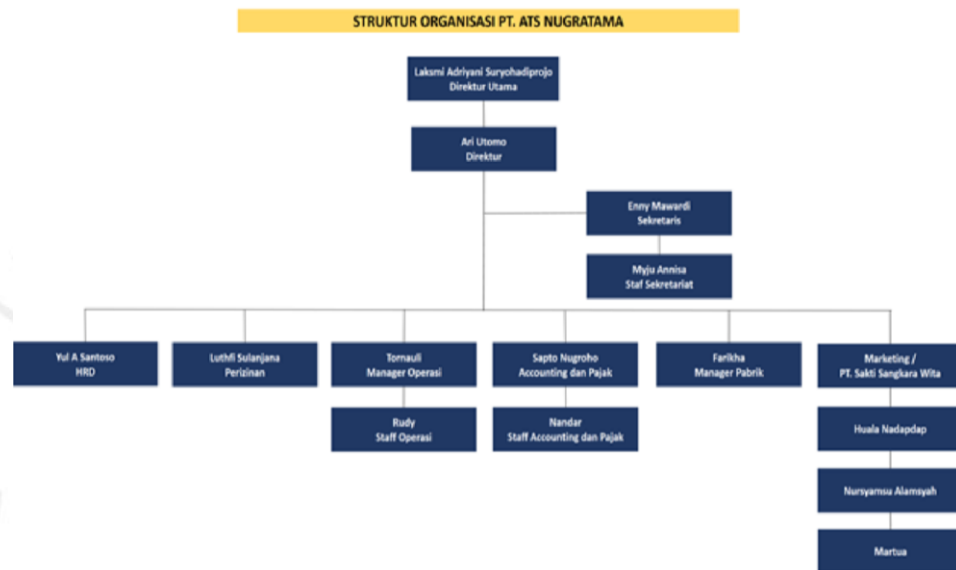 STRUKTUR ORGANISASI PT. ATS NUGRATAMA
Laksmi Adriyani Suryohadiprojo
Direktur Utama
Ari Utomo
Direktur
Enny Mawardi
Sekretaris
Myju Annisa
Staf Sekretariat
Yul A Santoso
HRD
Luthfi Sulanjana
Perizinan
Tornauli
Manager Operasi
Sapto Nugroho
Accounting dan Pajak
Farikha
Manager Pabrik
Marketing /
PT. Sakti Sangkara Wita
Rudy
Staff Operasi
Nandar
Staff Accounting dan Pajak
Huala Nadapdap
Nursyamsu Alamsyah
Martua